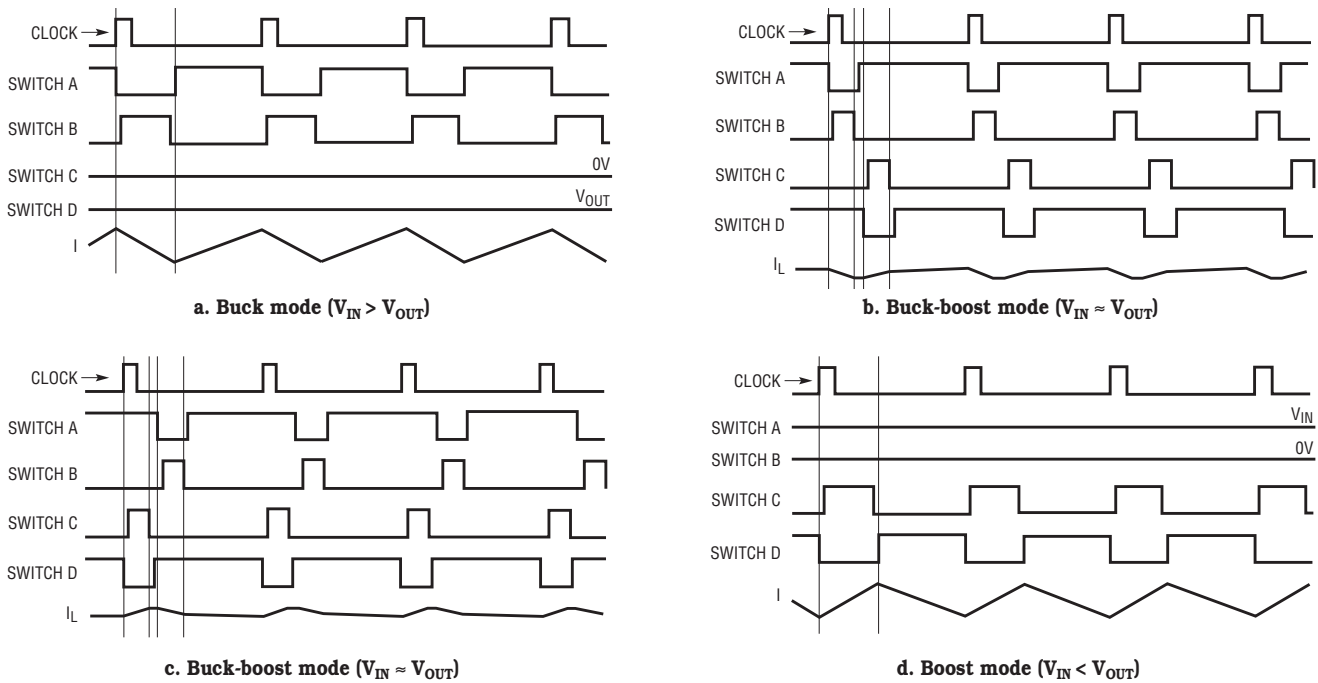 CLOCK
SWITCH A
SWITCH B
SWITCH C
0V
SWITCH D
VOUT
I
a. Buck mode (VIN > VOUT)
CLOCK
SWITCH A
SWITCH B
SWITCH C
SWITCH D
IL
b. Buck-boost mode (VIN ≈ VOUT)
CLOCK
SWITCH A
SWITCH B
SWITCH C
SWITCH D
IL
c. Buck-boost mode (VIN ≈ VOUT)
CLOCK
SWITCH A
VIN
SWITCH B
0V
SWITCH C
SWITCH D
I
d. Boost mode (VIN < VOUT)